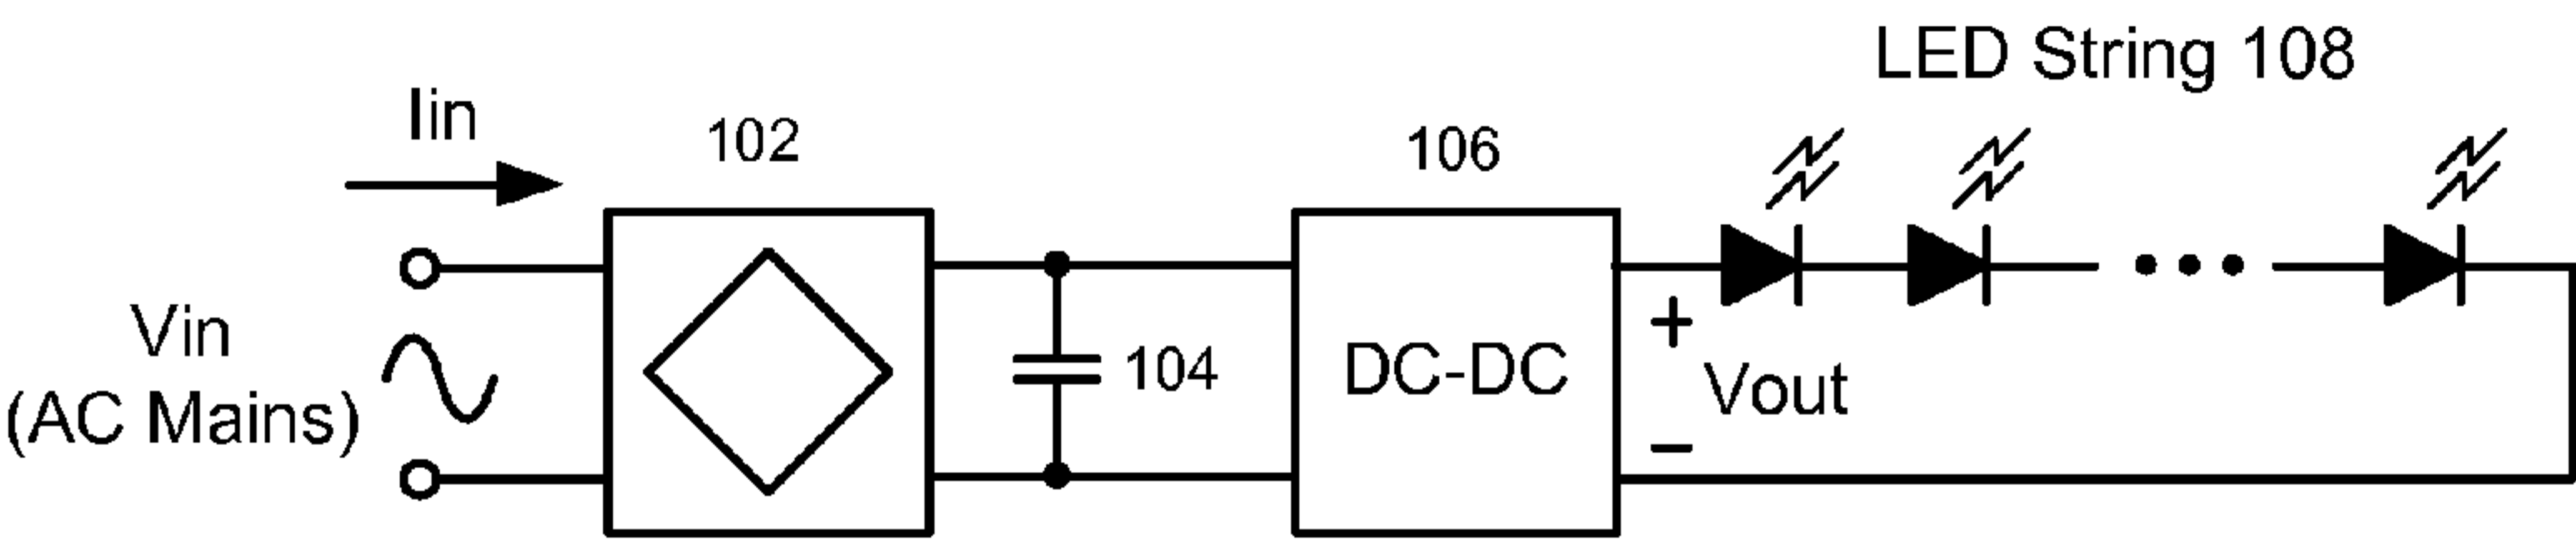 LED String 108
Iin
102
106
Vin
(AC Mains)
104
DC-DC
+
Vout
−